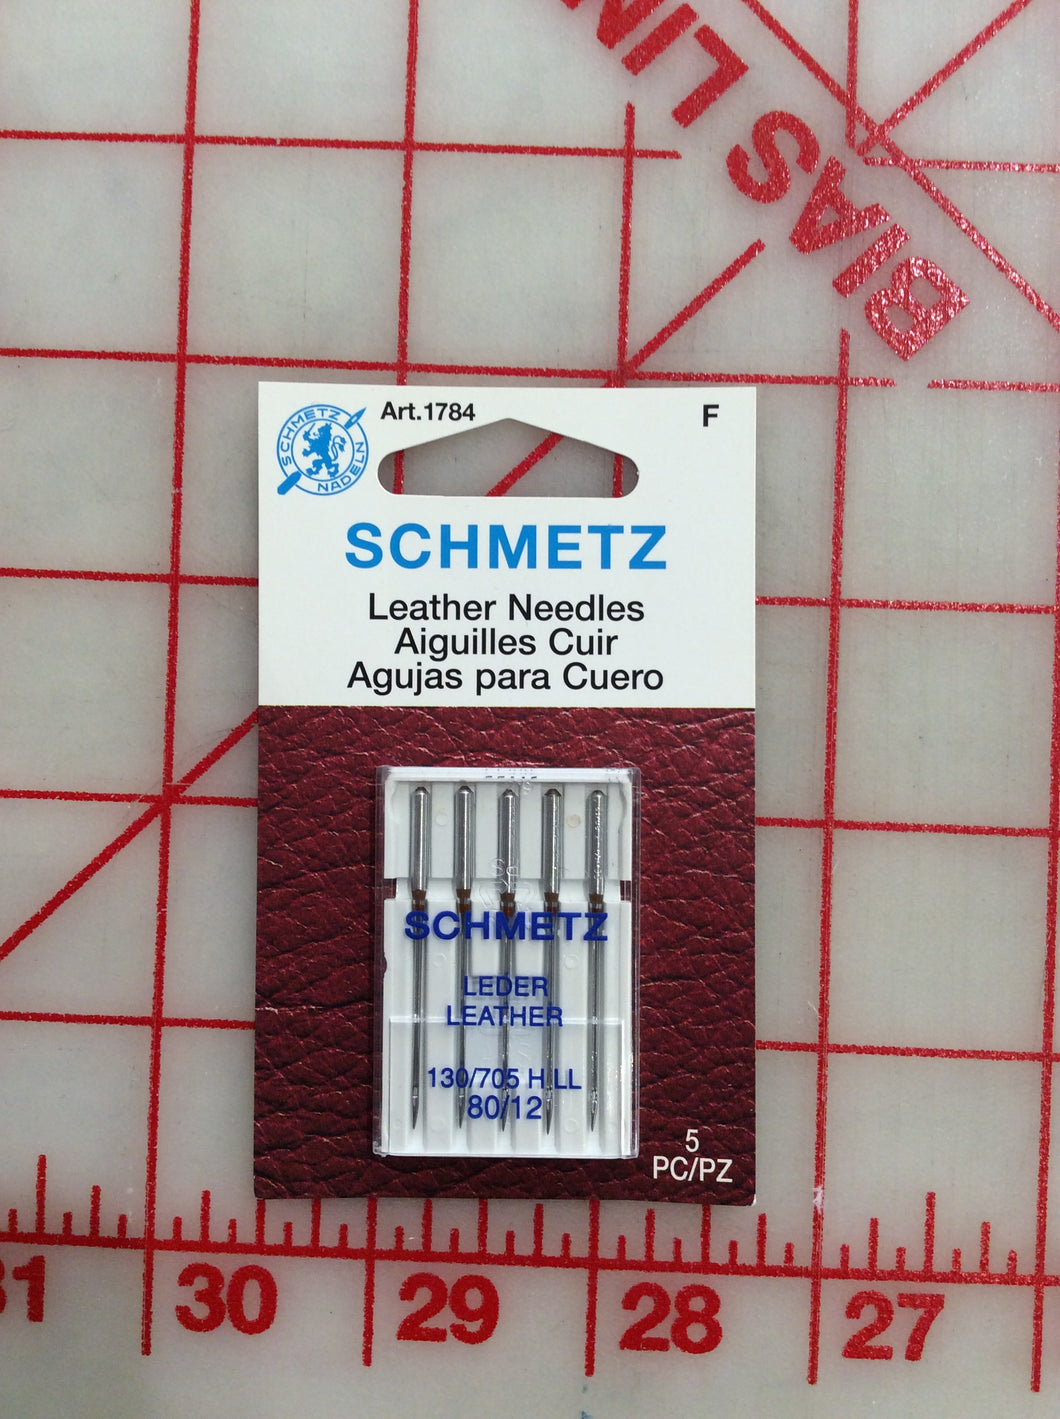 BIAS LIN
Art.1784
F
SCHMETZ
NADELN
SCHMETZ
Leather Needles
Aiguilles Cuir
Agujas para Cuero
SCHMETZ
LEDER
LEATHER
130/705 H LL
80/12
5
PC/PZ
31 30 29 28 27